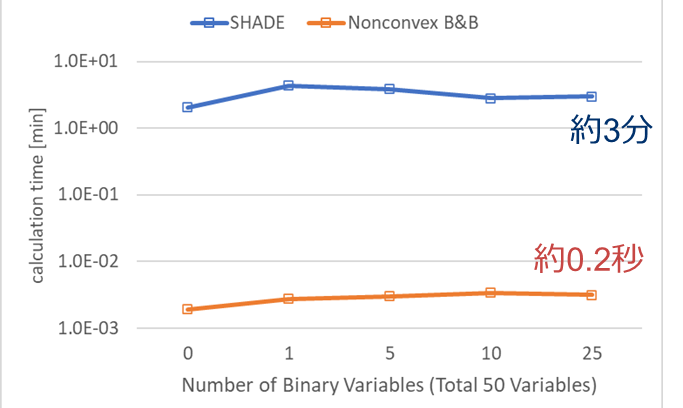 SHADE Nonconvex B&B
1.0E+01
1.0E+00
1.0E-01
1.0E-02
1.0E-03
calculation time [min]
約3分
約0.2秒
0 1 5 10 25
Number of Binary Variables (Total 50 Variables)